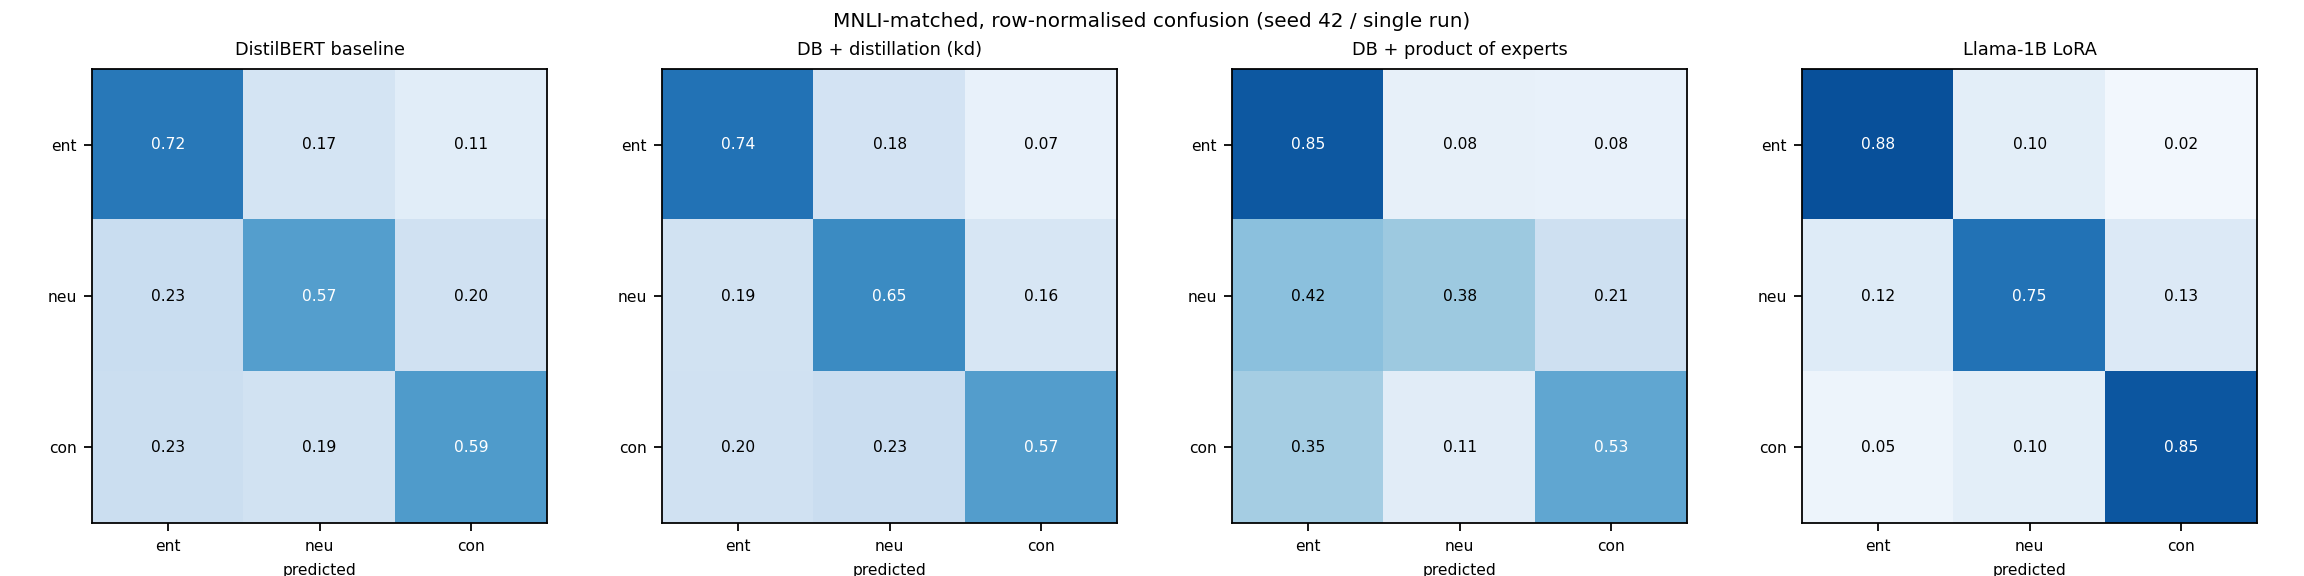 MNLI-matched, row-normalised confusion (seed 42 / single run)
DistilBERT baseline
ent 0.72 0.17 0.11
neu 0.23 0.57 0.20
con 0.23 0.19 0.59
ent neu con
predicted
DB + distillation (kd)
ent 0.74 0.18 0.07
neu 0.19 0.65 0.16
con 0.20 0.23 0.57
ent neu con
predicted
DB + product of experts
ent 0.85 0.08 0.08
neu 0.42 0.38 0.21
con 0.35 0.11 0.53
ent neu con
predicted
Llama-1B LoRA
ent 0.88 0.10 0.02
neu 0.12 0.75 0.13
con 0.05 0.10 0.85
ent neu con
predicted